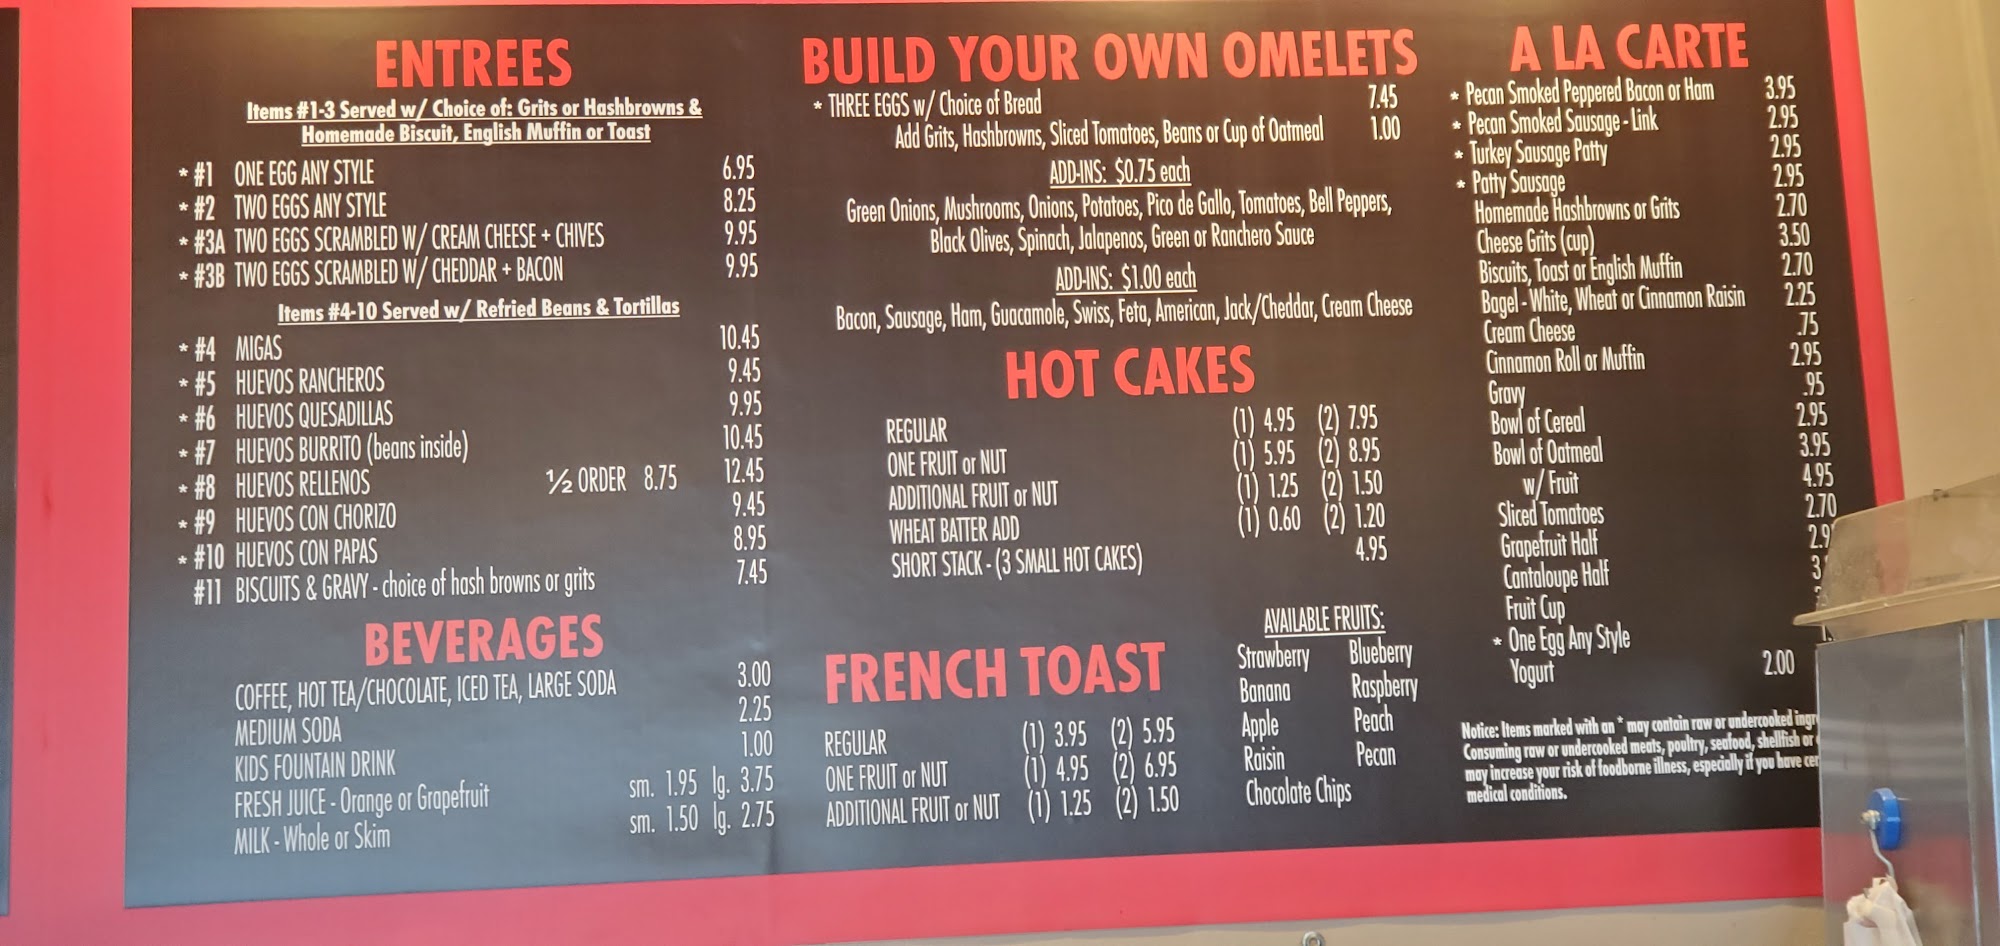 ENTREES
Items #1-3 Served w/ Choice of: Grits or Hashbrowns &
Homemade Biscuit, English Muffin or Toast
* #1 ONE EGG ANY STYLE 6.95
* #2 TWO EGGS ANY STYLE 8.25
* #3A TWO EGGS SCRAMBLED W/ CREAM CHEESE + CHIVES 9.95
* #3B TWO EGGS SCRAMBLED W/ CHEDDAR + BACON 9.95
Items #4-10 Served w/ Refried Beans & Tortillas
* #4 MIGAS 10.45
* #5 HUEVOS RANCHEROS 9.45
* #6 HUEVOS QUESADILLAS 9.95
* #7 HUEVOS BURRITO (beans inside) 10.45
* #8 HUEVOS RELLENOS ½ ORDER 8.75 12.45
* #9 HUEVOS CON CHORIZO 9.45
* #10 HUEVOS CON PAPAS 8.95
#11 BISCUITS & GRAVY - choice of hash browns or grits 7.45
BEVERAGES
COFFEE, HOT TEA/CHOCOLATE, ICED TEA, LARGE SODA 3.00
MEDIUM SODA 2.25
KIDS FOUNTAIN DRINK 1.00
FRESH JUICE - Orange or Grapefruit sm. 1.95 lg. 3.75
MILK - Whole or Skim sm. 1.50 lg. 2.75
BUILD YOUR OWN OMELETS
* THREE EGGS w/ Choice of Bread 7.45
Add Grits, Hashbrowns, Sliced Tomatoes, Beans or Cup of Oatmeal 1.00
ADD-INS: $0.75 each
Green Onions, Mushrooms, Onions, Potatoes, Pico de Gallo, Tomatoes, Bell Peppers,
Black Olives, Spinach, Jalapenos, Green or Ranchero Sauce
ADD-INS: $1.00 each
Bacon, Sausage, Ham, Guacamole, Swiss, Feta, American, Jack/Cheddar, Cream Cheese
HOT CAKES
REGULAR (1) 4.95 (2) 7.95
ONE FRUIT or NUT (1) 5.95 (2) 8.95
ADDITIONAL FRUIT or NUT (1) 1.25 (2) 1.50
WHEAT BATTER ADD (1) 0.60 (2) 1.20
SHORT STACK - (3 SMALL HOT CAKES) 4.95
FRENCH TOAST
REGULAR (1) 3.95 (2) 5.95
ONE FRUIT or NUT (1) 4.95 (2) 6.95
ADDITIONAL FRUIT or NUT (1) 1.25 (2) 1.50
AVAILABLE FRUITS:
Strawberry Blueberry
Banana Raspberry
Apple Peach
Raisin Pecan
Chocolate Chips
A LA CARTE
* Pecan Smoked Peppered Bacon or Ham 3.95
* Pecan Smoked Sausage - Link 2.95
* Turkey Sausage Patty 2.95
* Patty Sausage 2.95
Homemade Hashbrowns or Grits 2.70
Cheese Grits (cup) 3.50
Biscuits, Toast or English Muffin 2.70
Bagel - White, Wheat or Cinnamon Raisin 2.25
Cream Cheese .75
Cinnamon Roll or Muffin 2.95
Gravy .95
Bowl of Cereal 2.95
Bowl of Oatmeal 3.95
w/ Fruit 4.95
Sliced Tomatoes 2.70
Grapefruit Half
Cantaloupe Half
Fruit Cup
* One Egg Any Style
Yogurt 2.00
Notice: Items marked with an * may contain raw or undercooked
Consuming raw or undercooked meats, poultry, seafood, shellfish or
may increase your risk of foodborne illness, especially if you have
medical conditions.